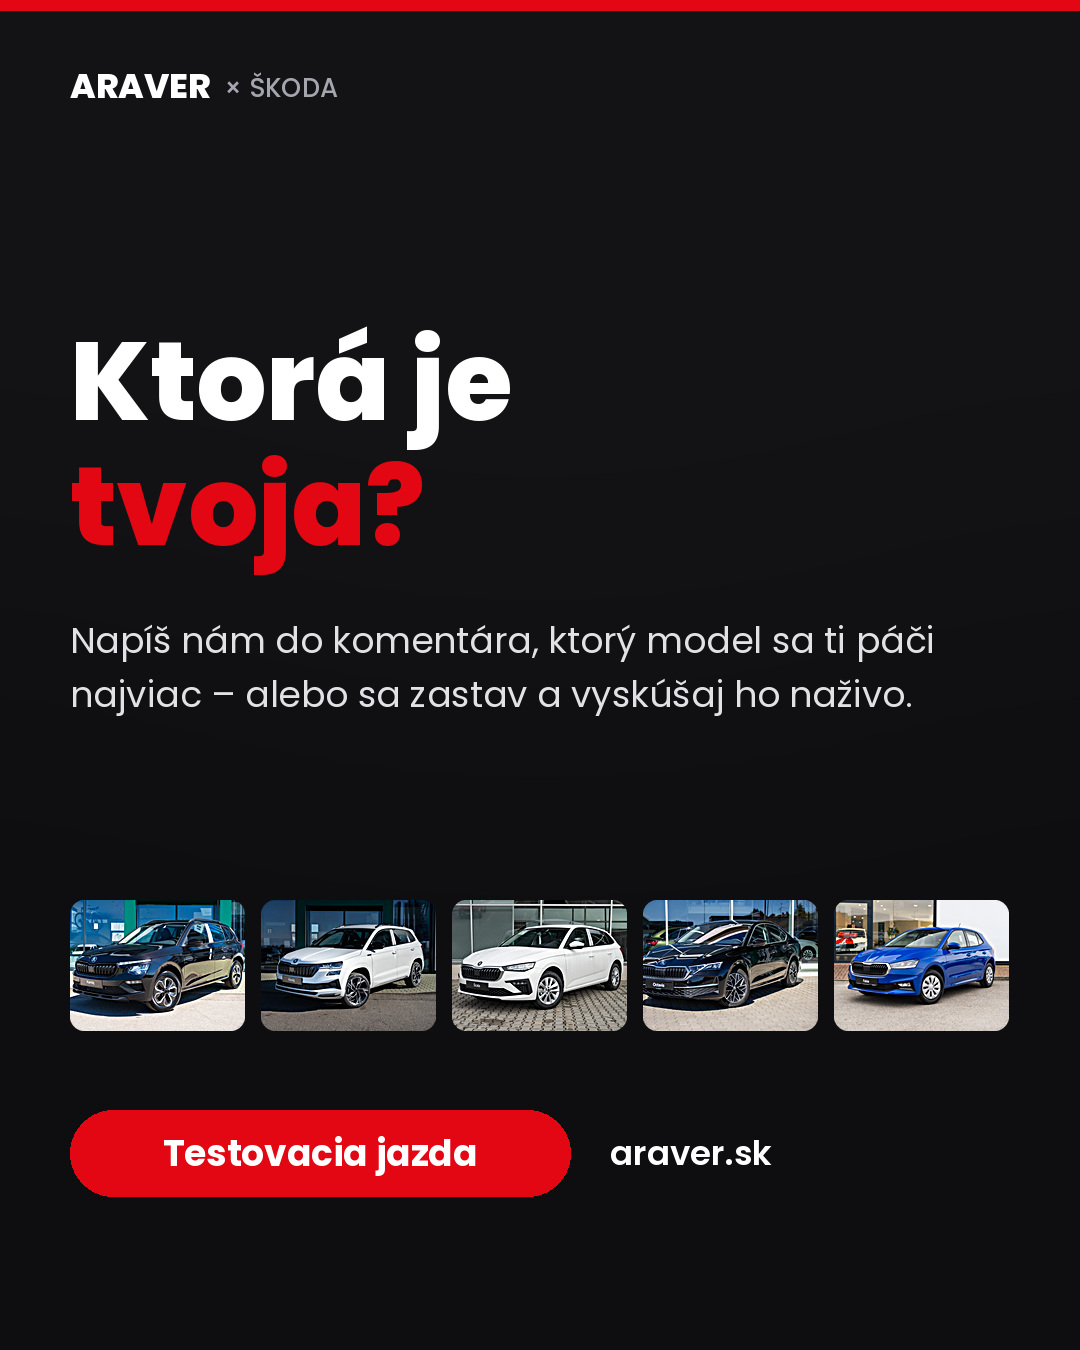 ARAVER × ŠKODA
Ktorá je
tvoja?
Napíš nám do komentára, ktorý model sa ti páči
najviac – alebo sa zastav a vyskúšaj ho naživo.
Testovacia jazda
araver.sk